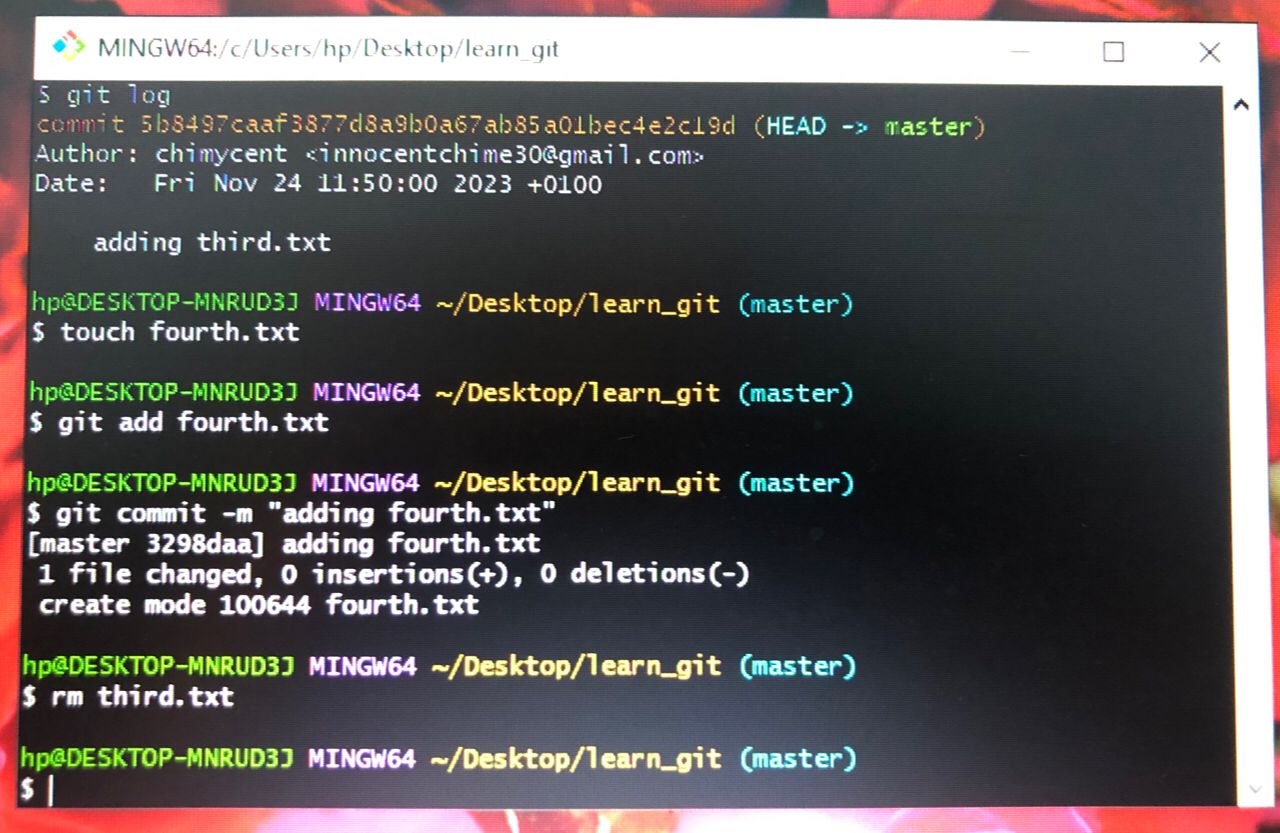 MINGW64:/c/Users/hp/Desktop/learn_git
$ git log
commit 5b8497caaf3877d8a9b0a67ab85a01bec4e2c19d (HEAD -> master)
Author: chimycent <innocentchime30@gmail.com>
Date:   Fri Nov 24 11:50:00 2023 +0100
    adding third.txt
hp@DESKTOP-MNRUD3J MINGW64 ~/Desktop/learn_git (master)
$ touch fourth.txt
hp@DESKTOP-MNRUD3J MINGW64 ~/Desktop/learn_git (master)
$ git add fourth.txt
hp@DESKTOP-MNRUD3J MINGW64 ~/Desktop/learn_git (master)
$ git commit -m "adding fourth.txt"
[master 3298daa] adding fourth.txt
 1 file changed, 0 insertions(+), 0 deletions(-)
 create mode 100644 fourth.txt
hp@DESKTOP-MNRUD3J MINGW64 ~/Desktop/learn_git (master)
$ rm third.txt
hp@DESKTOP-MNRUD3J MINGW64 ~/Desktop/learn_git (master)
$